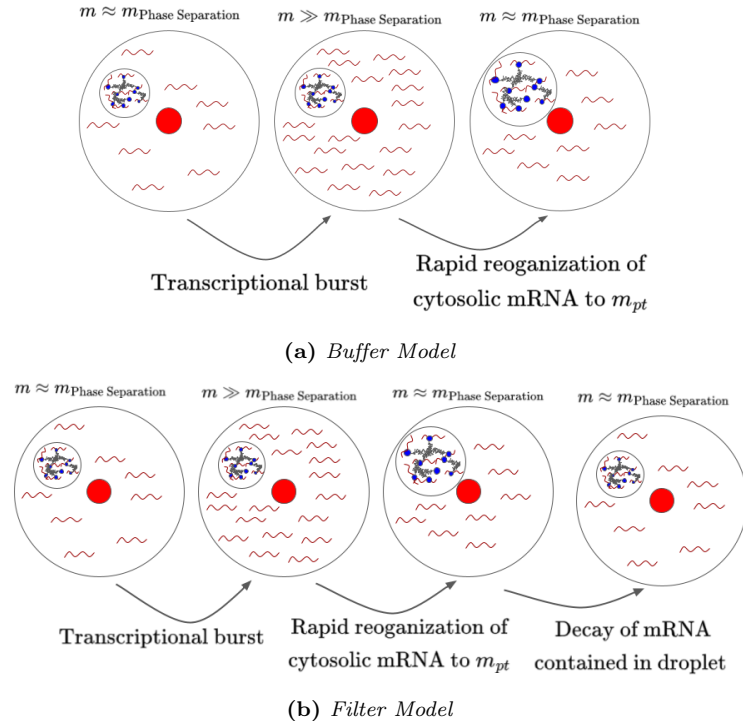 m ≈ m_Phase Separation m ≫ m_Phase Separation m ≈ m_Phase Separation
Transcriptional burst
Rapid reoganization of
cytosolic mRNA to m_pt
(a) Buffer Model
m ≈ m_Phase Separation m ≫ m_Phase Separation m ≈ m_Phase Separation m ≈ m_Phase Separation
Transcriptional burst
Rapid reoganization of
cytosolic mRNA to m_pt
Decay of mRNA
contained in droplet
(b) Filter Model